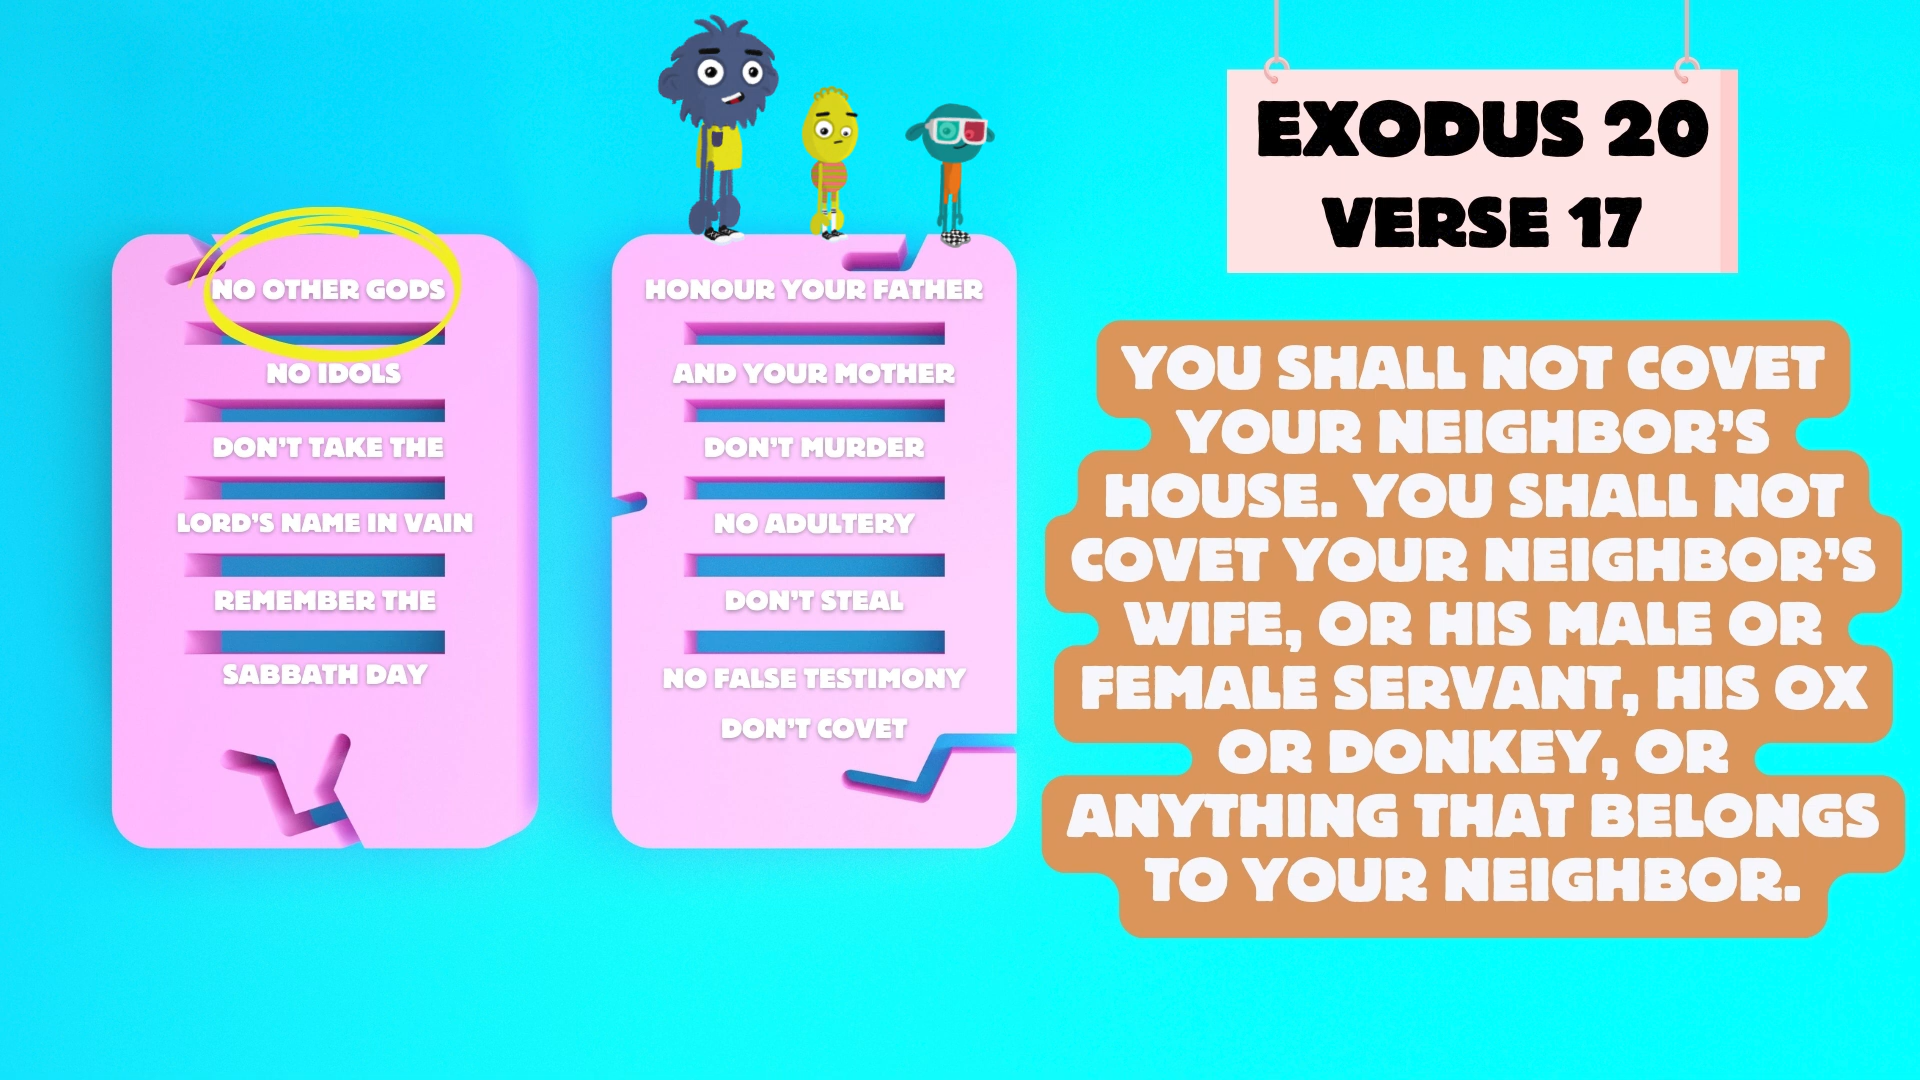 NO OTHER GODS
NO IDOLS
DON'T TAKE THE
LORD'S NAME IN VAIN
REMEMBER THE
SABBATH DAY
HONOUR YOUR FATHER
AND YOUR MOTHER
DON'T MURDER
NO ADULTERY
DON'T STEAL
NO FALSE TESTIMONY
DON'T COVET
EXODUS 20
VERSE 17
YOU SHALL NOT COVET
YOUR NEIGHBOR'S
HOUSE. YOU SHALL NOT
COVET YOUR NEIGHBOR'S
WIFE, OR HIS MALE OR
FEMALE SERVANT, HIS OX
OR DONKEY, OR
ANYTHING THAT BELONGS
TO YOUR NEIGHBOR.